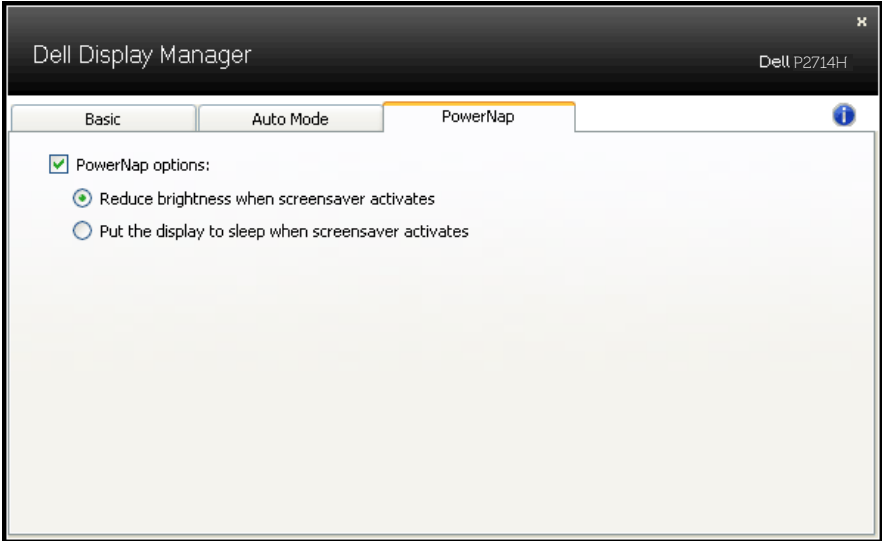 Dell Display Manager
Dell P2714H
Basic
Auto Mode
PowerNap
PowerNap options:
Reduce brightness when screensaver activates
Put the display to sleep when screensaver activates